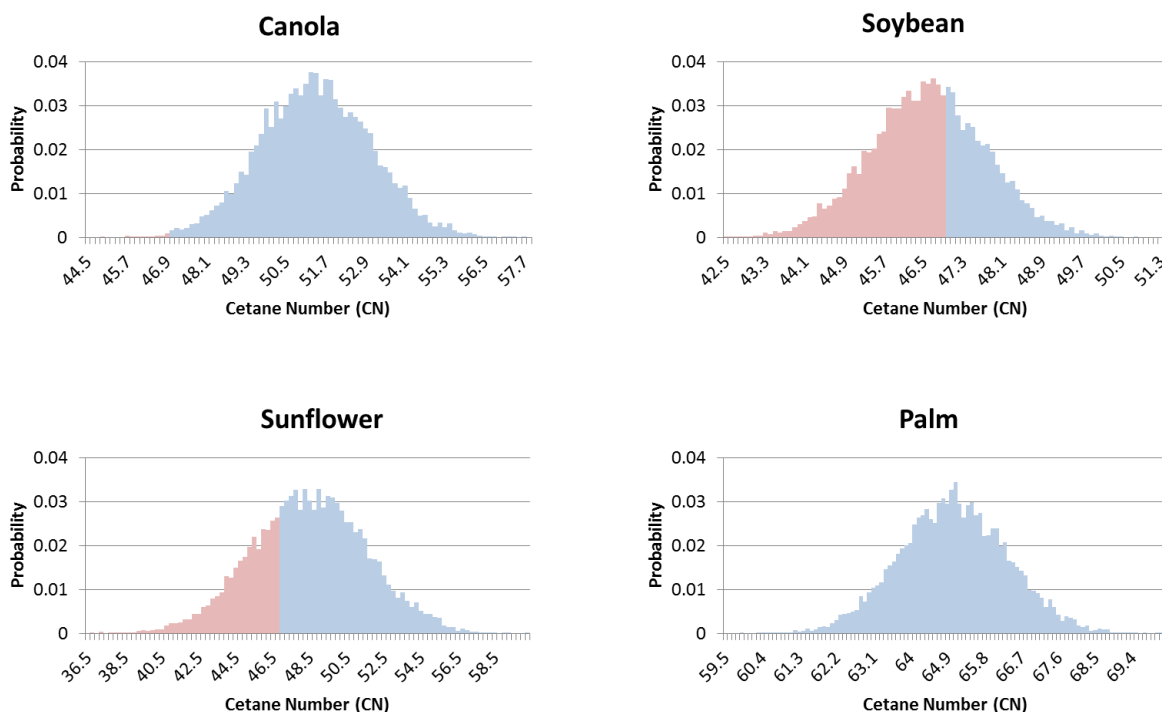 Canola
Probability
0.04
0.03
0.02
0.01
0
44.5 45.7 46.9 48.1 49.3 50.5 51.7 52.9 54.1 55.3 56.5 57.7
Cetane Number (CN)
Soybean
Probability
0.04
0.03
0.02
0.01
0
42.5 43.3 44.1 44.9 45.7 46.5 47.3 48.1 48.9 49.7 50.5 51.3
Cetane Number (CN)
Sunflower
Probability
0.04
0.03
0.02
0.01
0
36.5 38.5 40.5 42.5 44.5 46.5 48.5 50.5 52.5 54.5 56.5 58.5
Cetane Number (CN)
Palm
Probability
0.04
0.03
0.02
0.01
0
59.5 60.4 61.3 62.2 63.1 64 64.9 65.8 66.7 67.6 68.5 69.4
Cetane Number (CN)